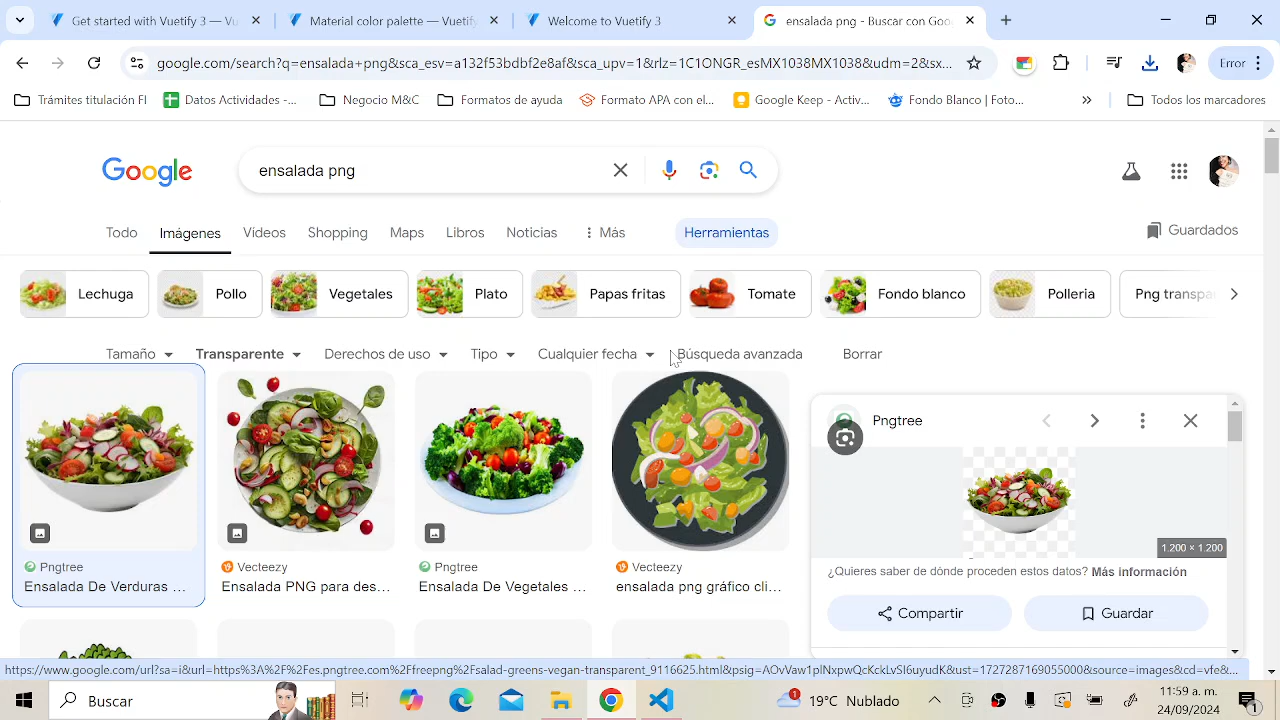 Get started with Vuetify 3 — Vu
Material color palette — Vuetif
Welcome to Vuetify 3
ensalada png - Buscar con Goo
google.com/search?q=ensalada+png&sca_esv=a132f53bdbf2e8af&sca_upv=1&rlz=1C1ONGR_esMX1038MX1038&udm=2&sx...
Error
Trámites titulación FI
Datos Actividades -...
Negocio M&C
Formatos de ayuda
Formato APA con el...
Google Keep - Activ...
Fondo Blanco | Foto...
»
Todos los marcadores
Google
ensalada png
Todo
Imágenes
Vídeos
Shopping
Maps
Libros
Noticias
Más
Herramientas
Guardados
Lechuga
Pollo
Vegetales
Plato
Papas fritas
Tomate
Fondo blanco
Polleria
Png transpa
Tamaño
Transparente
Derechos de uso
Tipo
Cualquier fecha
Búsqueda avanzada
Borrar
Pngtree
1.200 × 1.200
Pngtree
Ensalada De Verduras ...
Vecteezy
Ensalada PNG para des...
Pngtree
Ensalada De Vegetales ...
Vecteezy
ensalada png gráfico cli...
¿Quieres saber de dónde proceden estos datos? Más información
Compartir
Guardar
https://www.google.com/url?sa=i&url=https%3A%2F%2Fes.pngtree.com%2Ffreepng%2Fsalad-greens-vegan-transparent_9116625.html&psig=AOvVaw1plNxpwQcKckLvSl6uyudK&ust=1727287169055000&source=images&cd=vfe&...
Buscar
1
19°C Nublado
11:59 a. m.
24/09/2024
1